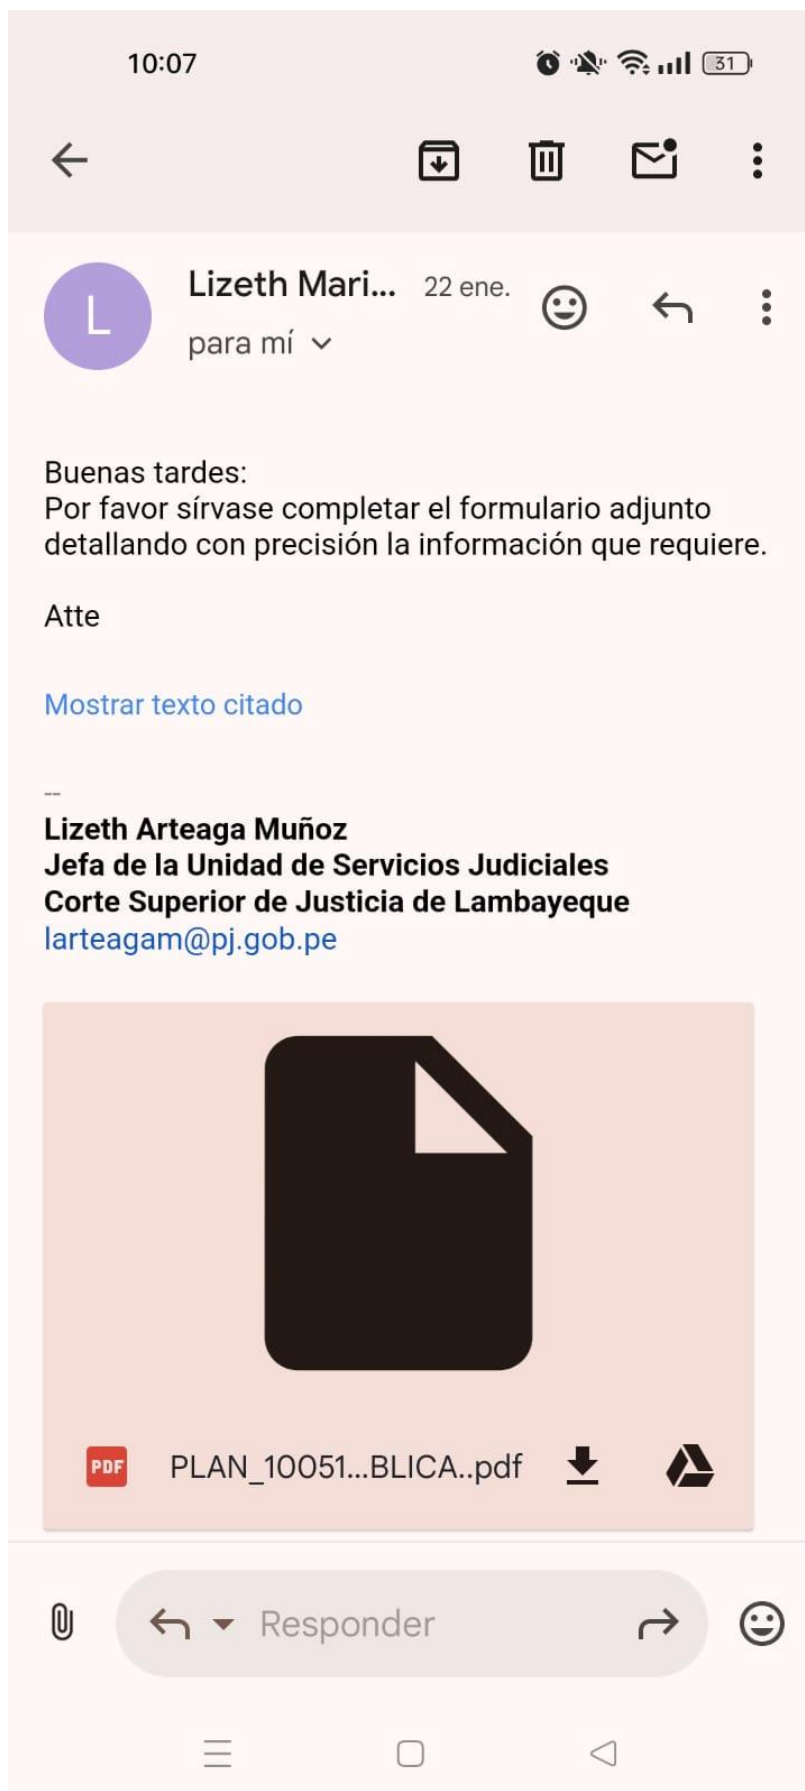 10:07
31
L
Lizeth Mari... 22 ene.
para mí
Buenas tardes:
Por favor sírvase completar el formulario adjunto
detallando con precisión la información que requiere.
Atte
Mostrar texto citado
--
Lizeth Arteaga Muñoz
Jefa de la Unidad de Servicios Judiciales
Corte Superior de Justicia de Lambayeque
larteagam@pj.gob.pe
PDF PLAN_10051...BLICA..pdf
Responder